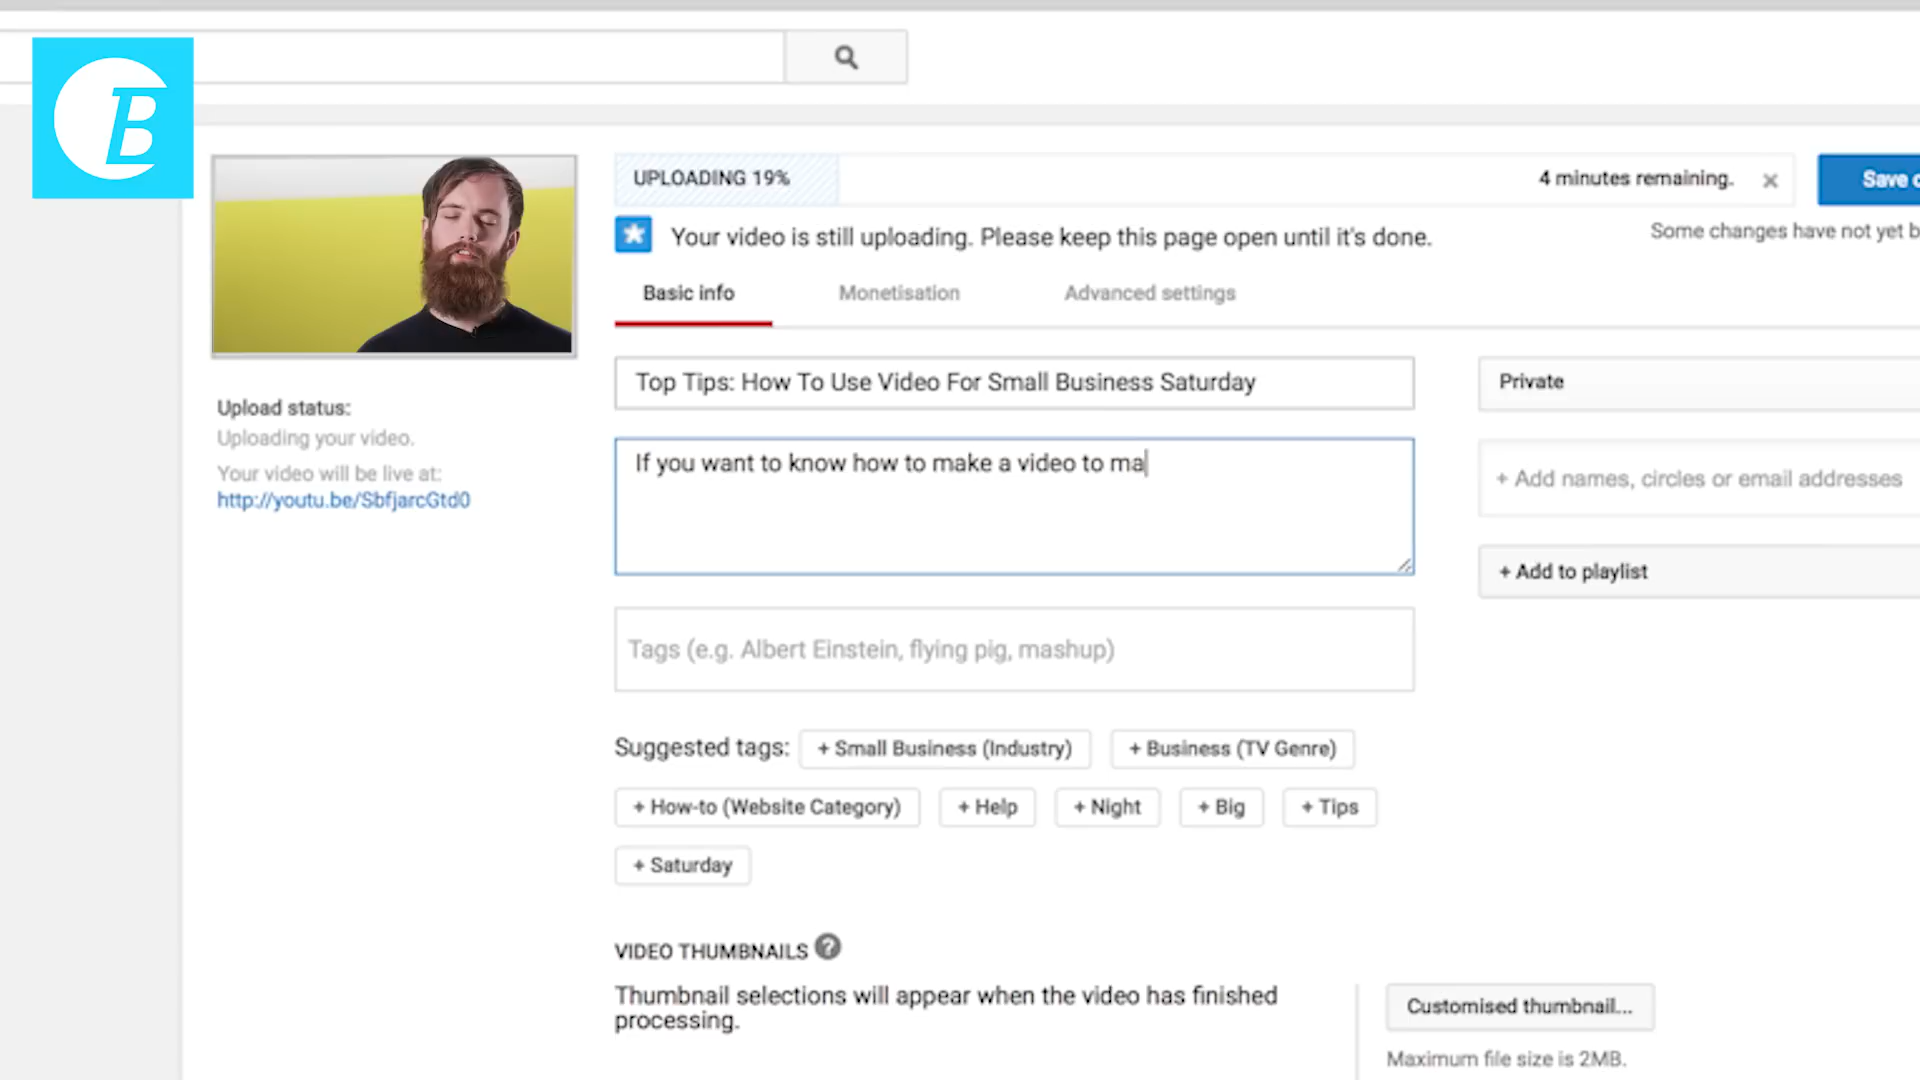 B
UPLOADING 19%
4 minutes remaining.
Save
Your video is still uploading. Please keep this page open until it's done.
Some changes have not yet
Basic info
Monetisation
Advanced settings
Top Tips: How To Use Video For Small Business Saturday
Private
If you want to know how to make a video to ma
+ Add names, circles or email addresses
+ Add to playlist
Upload status:
Uploading your video.
Your video will be live at:
http://youtu.be/SbfjarcGtd0
Tags (e.g. Albert Einstein, flying pig, mashup)
Suggested tags: + Small Business (Industry) + Business (TV Genre)
+ How-to (Website Category) + Help + Night + Big + Tips
+ Saturday
VIDEO THUMBNAILS ?
Thumbnail selections will appear when the video has finished
processing.
Customised thumbnail...
Maximum file size is 2MB.